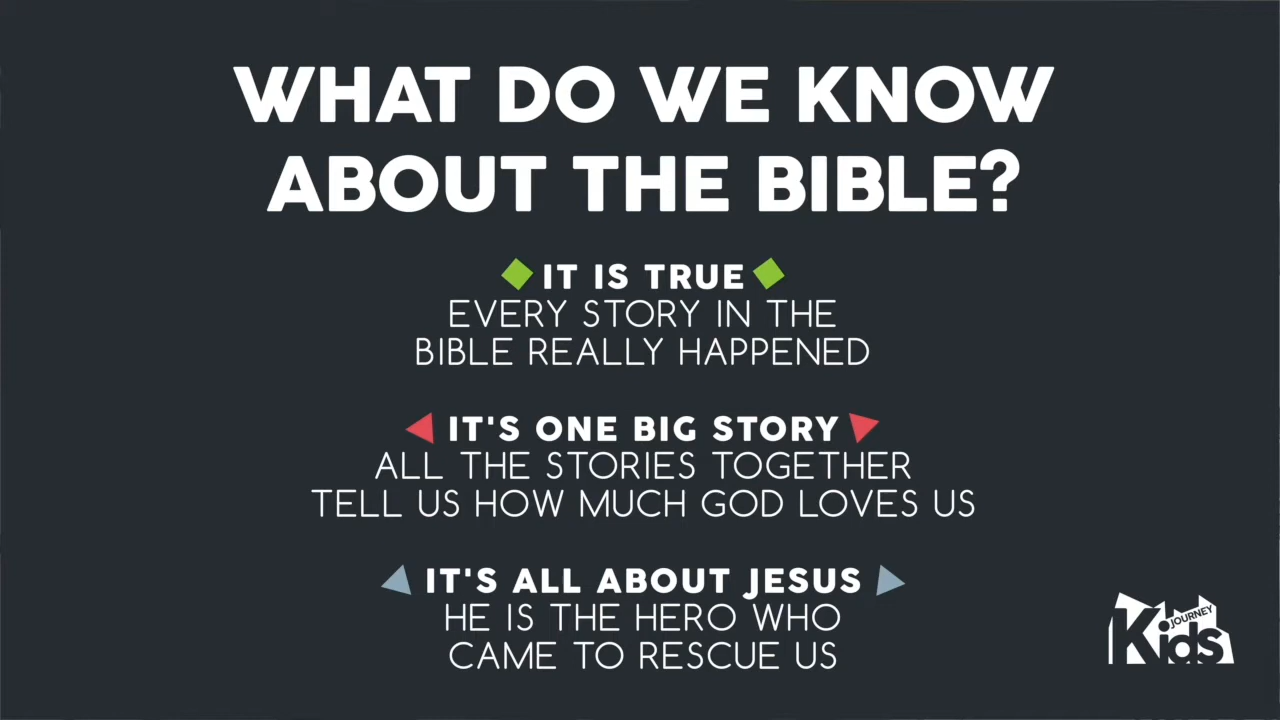 WHAT DO WE KNOW
ABOUT THE BIBLE?
IT IS TRUE
EVERY STORY IN THE
BIBLE REALLY HAPPENED
IT'S ONE BIG STORY
ALL THE STORIES TOGETHER
TELL US HOW MUCH GOD LOVES US
IT'S ALL ABOUT JESUS
HE IS THE HERO WHO
CAME TO RESCUE US
JOURNEY
Kids